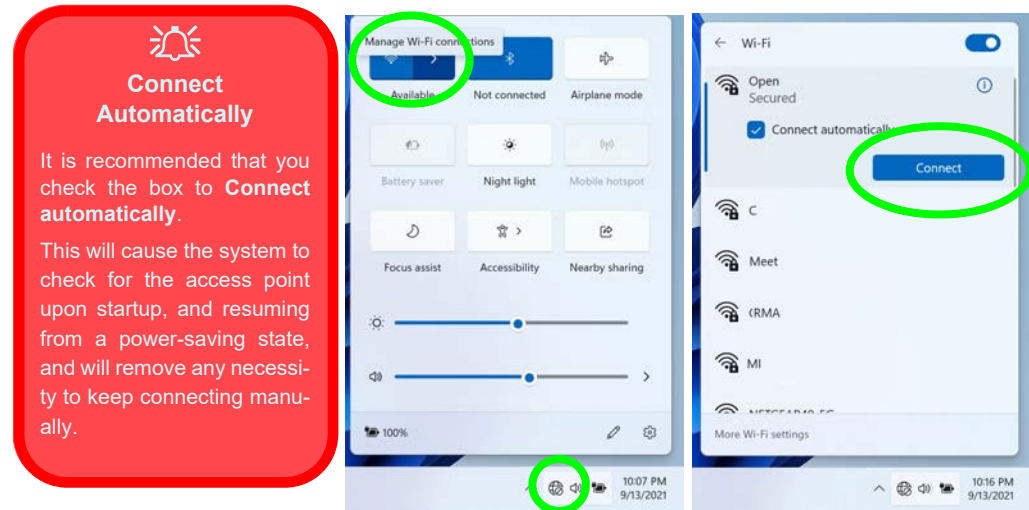 Connect
Automatically
It is recommended that you
check the box to Connect
automatically.
This will cause the system to
check for the access point
upon startup, and resuming
from a power-saving state,
and will remove any necessi-
ty to keep connecting manu-
ally.
Manage Wi-Fi connections
Available Not connected Airplane mode
Battery saver Night light Mobile hotspot
Focus assist Accessibility Nearby sharing
100%
10:07 PM
9/13/2021
Wi-Fi
Open
Secured
Connect automatically
Connect
C
Meet
(RMA
MI
More Wi-Fi settings
10:16 PM
9/13/2021